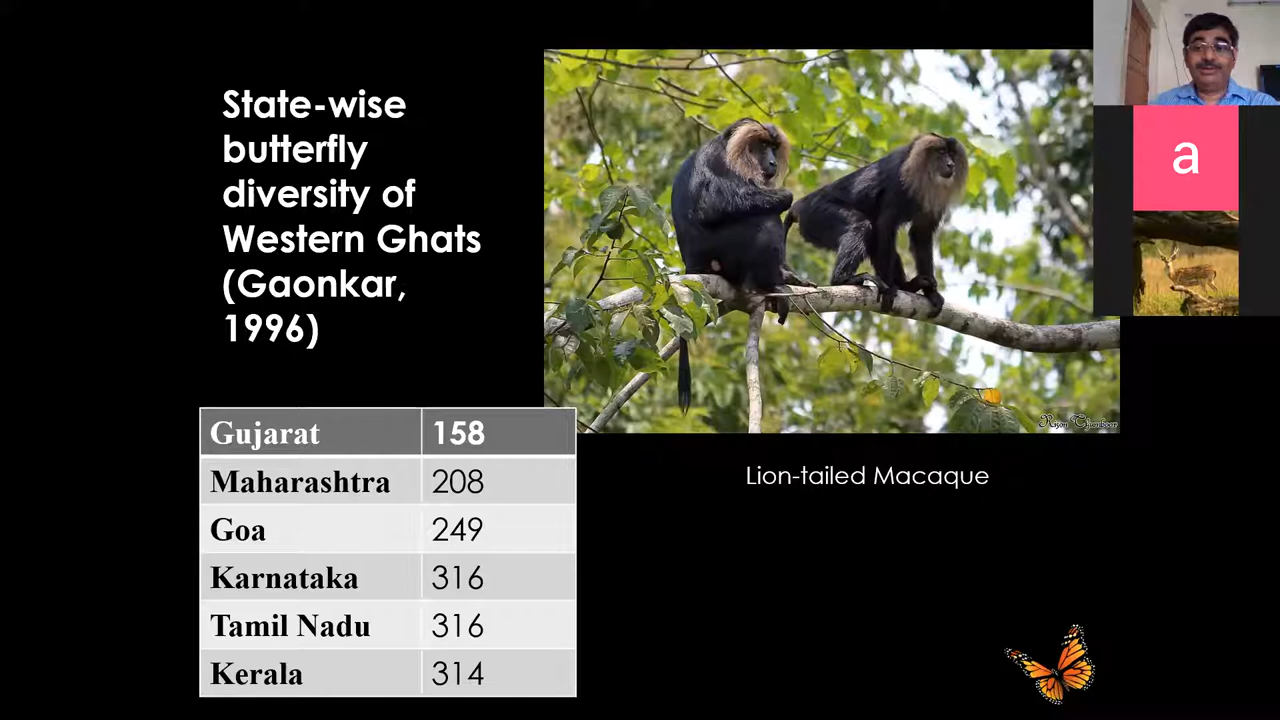 State-wise
butterfly
diversity of
Western Ghats
(Gaonkar,
1996)
a
Gujarat 158
Maharashtra 208
Goa 249
Karnataka 316
Tamil Nadu 316
Kerala 314
Lion-tailed Macaque